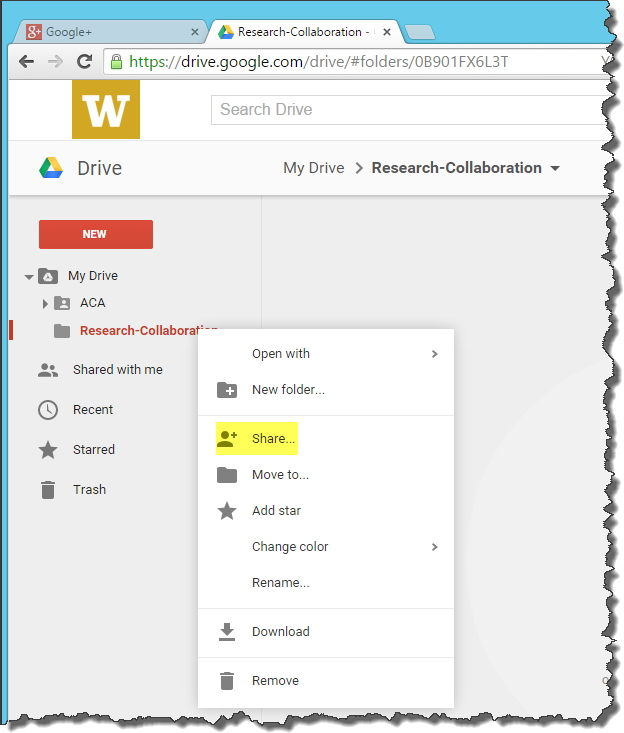 Google+
Research-Collaboration -
https://drive.google.com/drive/#folders/0B901FX6L3T
W
Search Drive
Drive
My Drive > Research-Collaboration
NEW
My Drive
ACA
Research-Collaboration
Shared with me
Recent
Starred
Trash
Open with
New folder...
Share...
Move to...
Add star
Change color
Rename...
Download
Remove